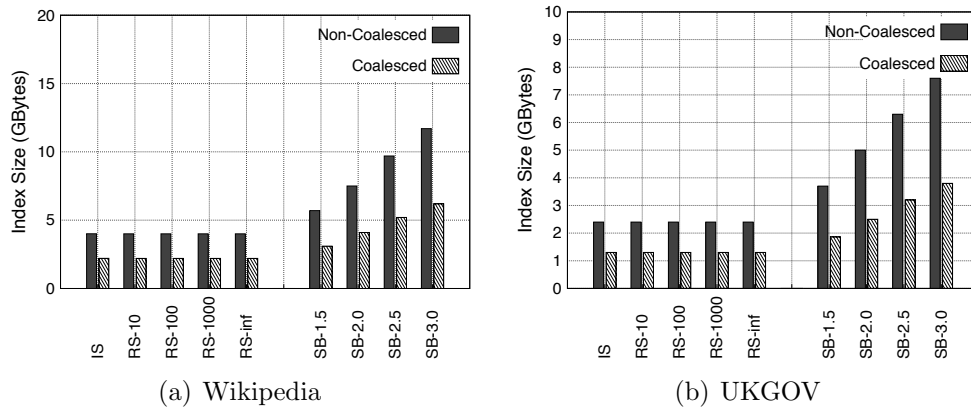 20
15
10
5
0
Index Size (GBytes)
Non-Coalesced
Coalesced
IS
RS-10
RS-100
RS-1000
RS-inf
SB-1.5
SB-2.0
SB-2.5
SB-3.0
(a) Wikipedia
10
9
8
7
6
5
4
3
2
1
0
Index Size (GBytes)
Non-Coalesced
Coalesced
IS
RS-10
RS-100
RS-1000
RS-inf
SB-1.5
SB-2.0
SB-2.5
SB-3.0
(b) UKGOV